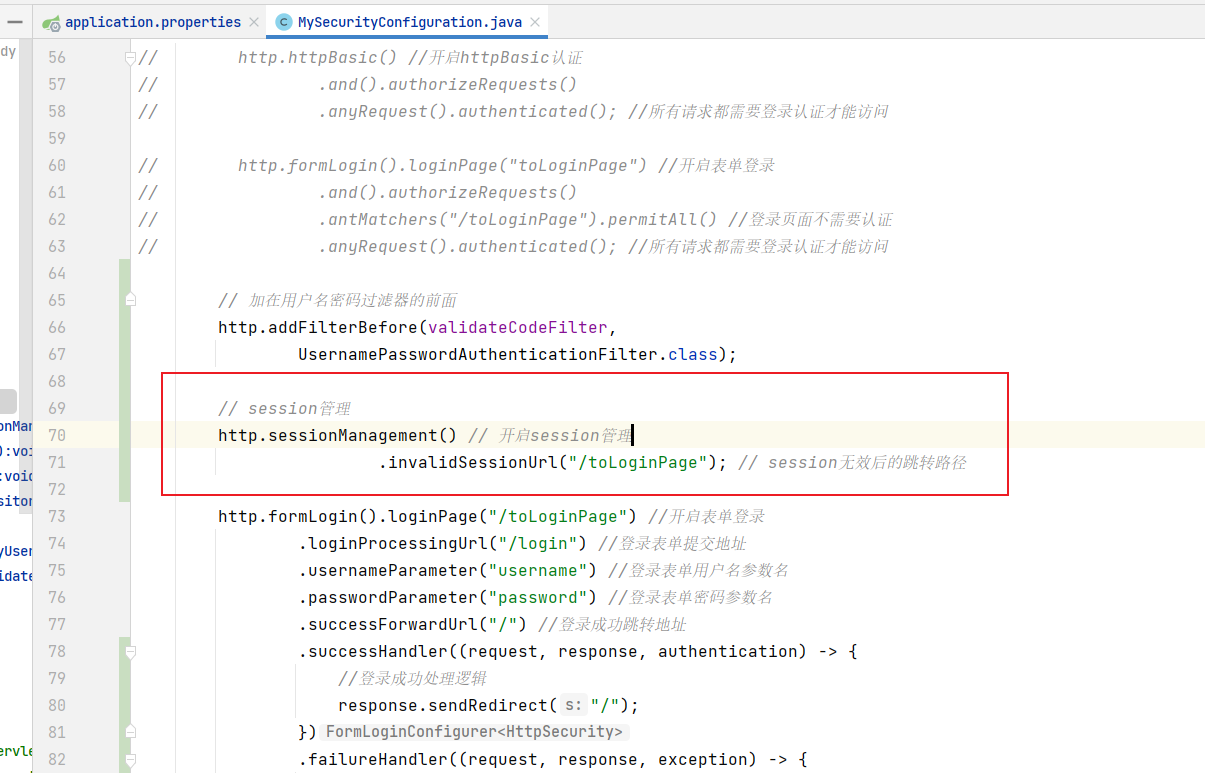 application.properties
MySecurityConfiguration.java
dy
56 // http.httpBasic() //开启httpBasic认证
57 // .and().authorizeRequests()
58 // .anyRequest().authenticated(); //所有请求都需要登录认证才能访问
59
60 // http.formLogin().loginPage("toLoginPage") //开启表单登录
61 // .and().authorizeRequests()
62 // .antMatchers("/toLoginPage").permitAll() //登录页面不需要认证
63 // .anyRequest().authenticated(); //所有请求都需要登录认证才能访问
64
65 // 加在用户名密码过滤器的前面
66 http.addFilterBefore(validateCodeFilter,
67 UsernamePasswordAuthenticationFilter.class);
68
69 // session管理
onMan
70 http.sessionManagement() // 开启session管理
):voi
71 .invalidSessionUrl("/toLoginPage"); // session无效后的跳转路径
:void
72
sitor
73 http.formLogin().loginPage("/toLoginPage") //开启表单登录
74 .loginProcessingUrl("/login") //登录表单提交地址
yUser
75 .usernameParameter("username") //登录表单用户名参数名
idate
76 .passwordParameter("password") //登录表单密码参数名
77 .successForwardUrl("/") //登录成功跳转地址
78 .successHandler((request, response, authentication) -> {
79 //登录成功处理逻辑
80 response.sendRedirect( s: "/");
81 }) FormLoginConfigurer<HttpSecurity>
ervle
82 .failureHandler((request, response, exception) -> {